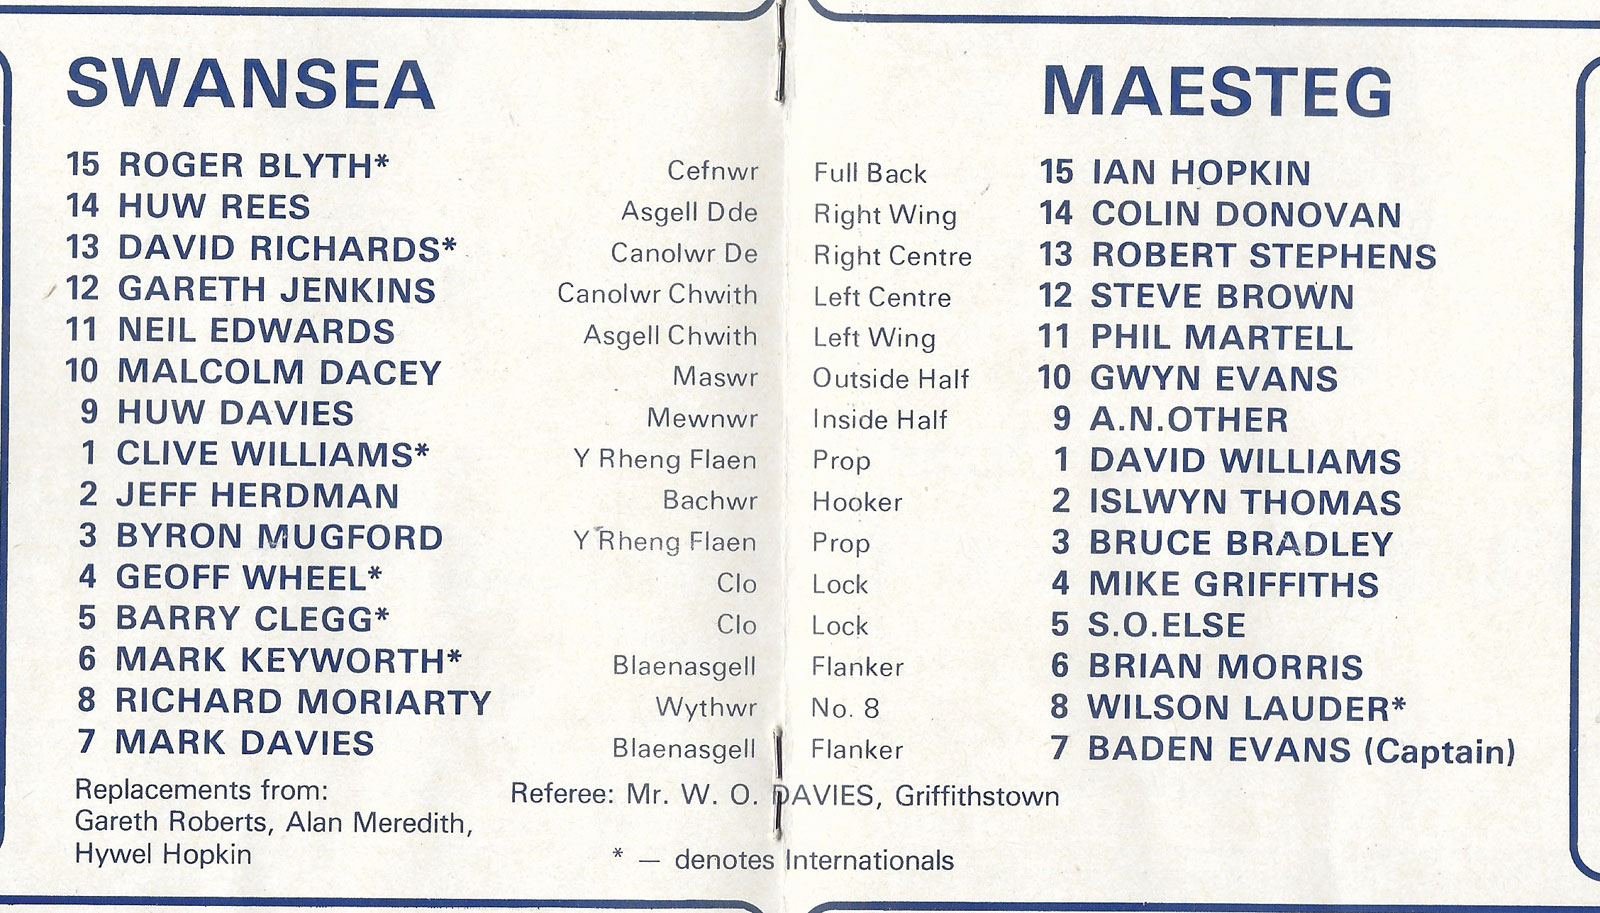 SWANSEA MAESTEG
15 ROGER BLYTH* Cefnwr Full Back 15 IAN HOPKIN
14 HUW REES Asgell Dde Right Wing 14 COLIN DONOVAN
13 DAVID RICHARDS* Canolwr De Right Centre 13 ROBERT STEPHENS
12 GARETH JENKINS Canolwr Chwith Left Centre 12 STEVE BROWN
11 NEIL EDWARDS Asgell Chwith Left Wing 11 PHIL MARTELL
10 MALCOLM DACEY Maswr Outside Half 10 GWYN EVANS
9 HUW DAVIES Mewnwr Inside Half 9 A.N.OTHER
1 CLIVE WILLIAMS* Y Rheng Flaen Prop 1 DAVID WILLIAMS
2 JEFF HERDMAN Bachwr Hooker 2 ISLWYN THOMAS
3 BYRON MUGFORD Y Rheng Flaen Prop 3 BRUCE BRADLEY
4 GEOFF WHEEL* Clo Lock 4 MIKE GRIFFITHS
5 BARRY CLEGG* Clo Lock 5 S.O.ELSE
6 MARK KEYWORTH* Blaenasgell Flanker 6 BRIAN MORRIS
8 RICHARD MORIARTY Wythwr No. 8 8 WILSON LAUDER*
7 MARK DAVIES Blaenasgell Flanker 7 BADEN EVANS (Captain)
Replacements from: Referee: Mr. W. O. DAVIES, Griffithstown
Gareth Roberts, Alan Meredith,
Hywel Hopkin * — denotes Internationals